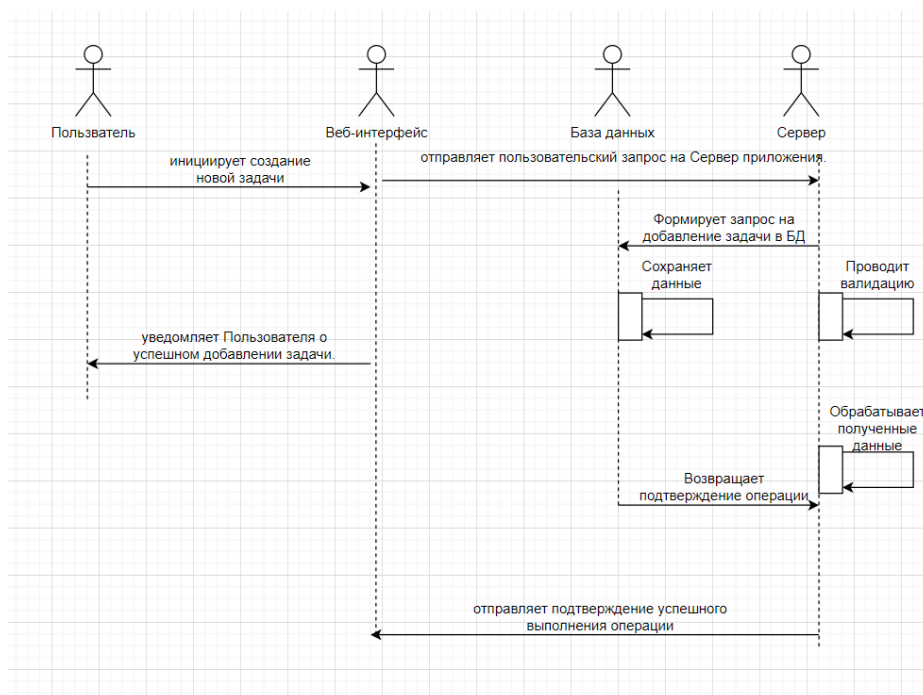 Пользватель
Веб-интерфейс
База данных
Сервер
инициирует создание
новой задачи
отправляет пользовательский запрос на Сервер приложения.
Формирует запрос на
добавление задачи в БД
Сохраняет
данные
Проводит
валидацию
уведомляет Пользователя о
успешном добавлении задачи.
Обрабатывает
полученные
данные
Возвращает
подтверждение операции
отправляет подтверждение успешного
выполнения операции